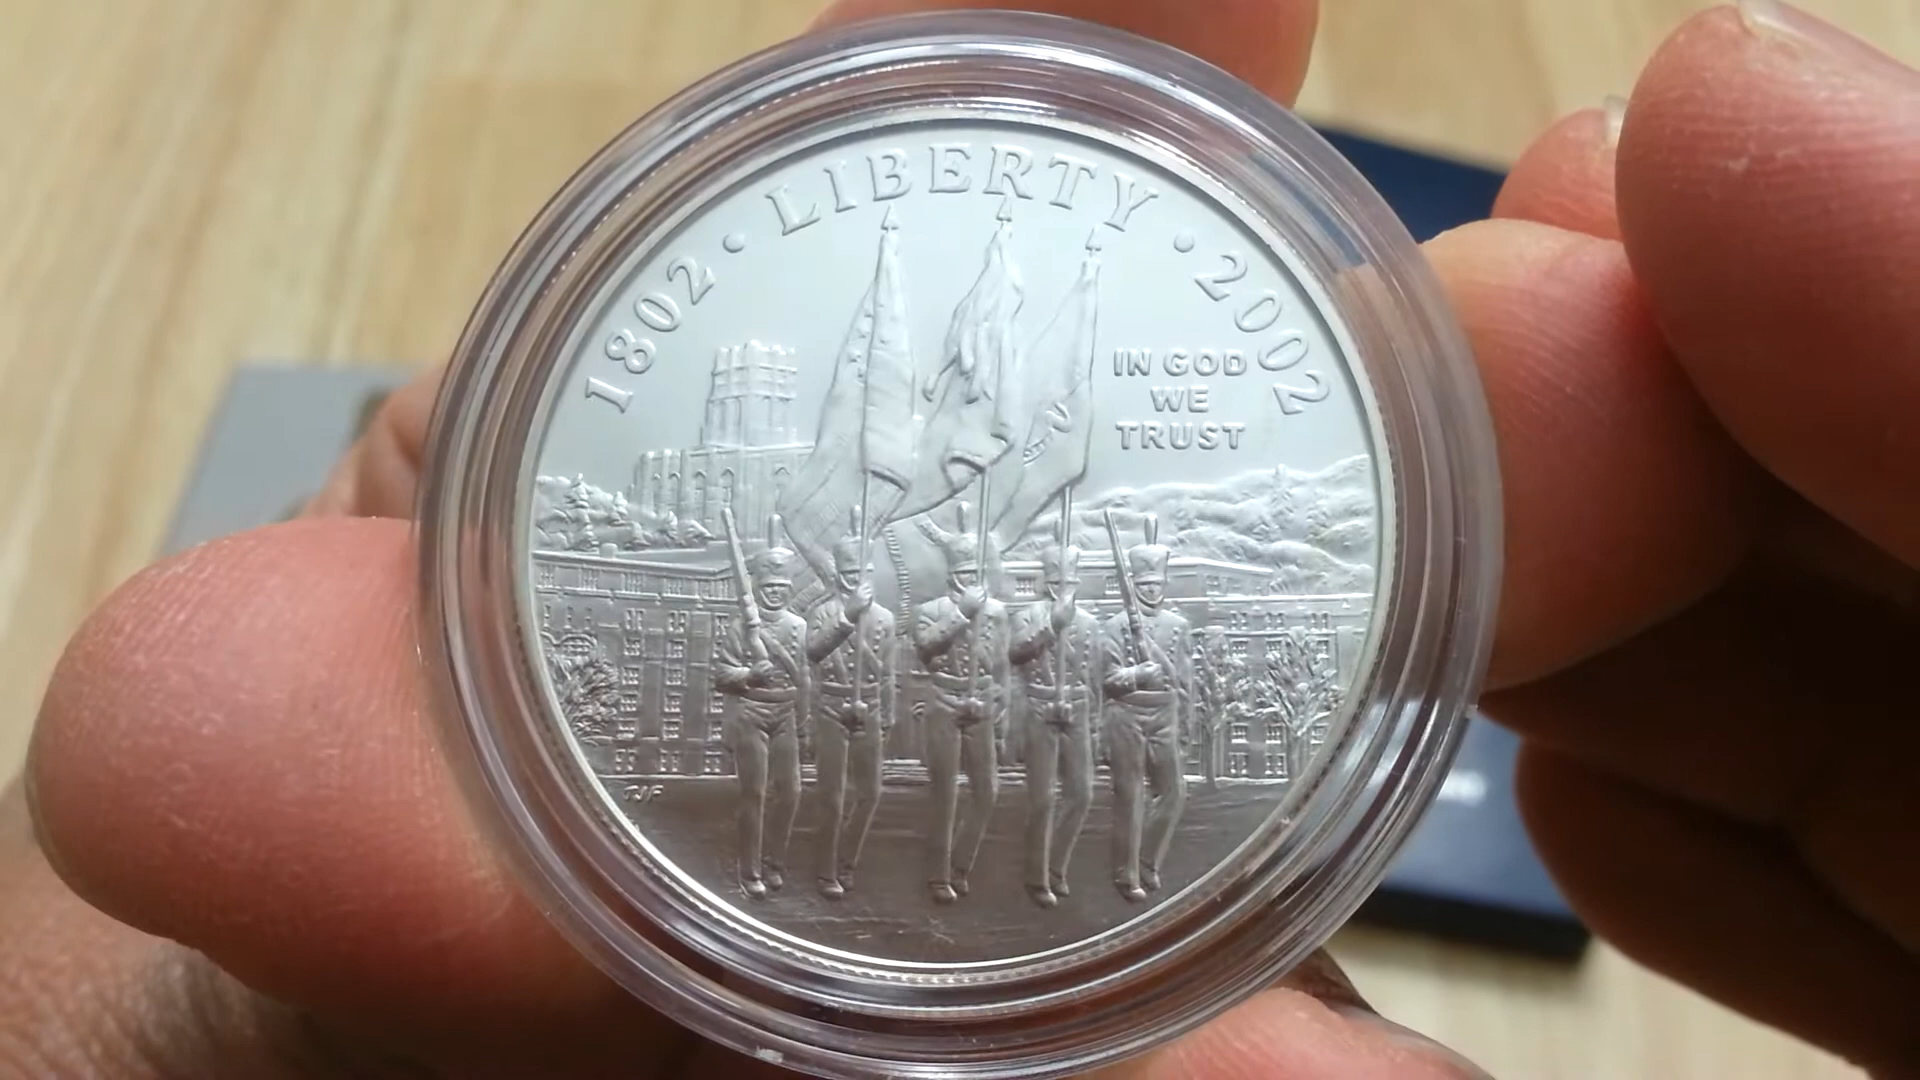 1802 • LIBERTY • 2002
IN GOD
WE
TRUST
TJF